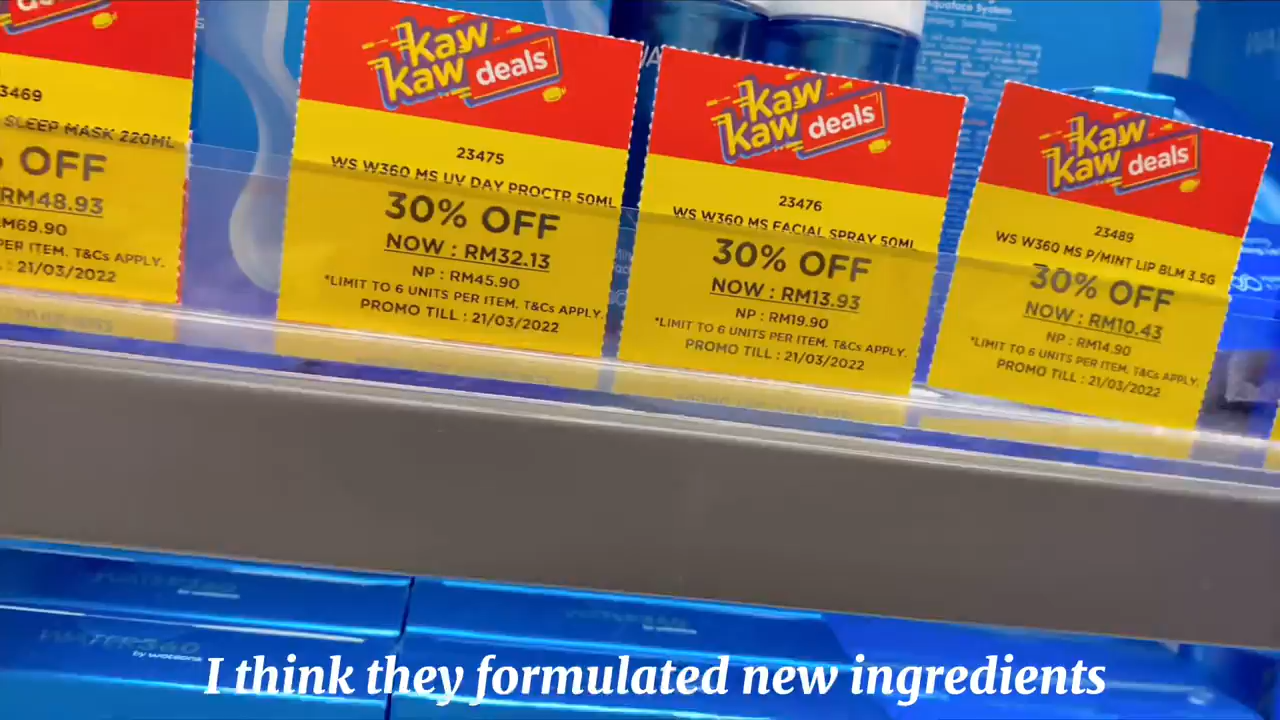 3469
SLEEP MASK 220ML
% OFF
RM48.93
M69.90
PER ITEM. T&Cs APPLY.
: 21/03/2022
kaw
kaw deals
23475
WS W360 MS UV DAY PROCTR 50ML
30% OFF
NOW : RM32.13
NP : RM45.90
*LIMIT TO 6 UNITS PER ITEM. T&Cs APPLY.
PROMO TILL : 21/03/2022
kaw
kaw deals
23476
WS W360 MS FACIAL SPRAY 50ML
30% OFF
NOW : RM13.93
NP : RM19.90
*LIMIT TO 6 UNITS PER ITEM. T&Cs APPLY.
PROMO TILL : 21/03/2022
kaw
kaw deals
23489
WS W360 MS P/MINT LIP BLM 3.5G
30% OFF
NOW : RM10.43
NP : RM14.90
*LIMIT TO 6 UNITS PER ITEM. T&Cs APPLY.
PROMO TILL : 21/03/2022
WATER360
by watsons
I think they formulated new ingredients